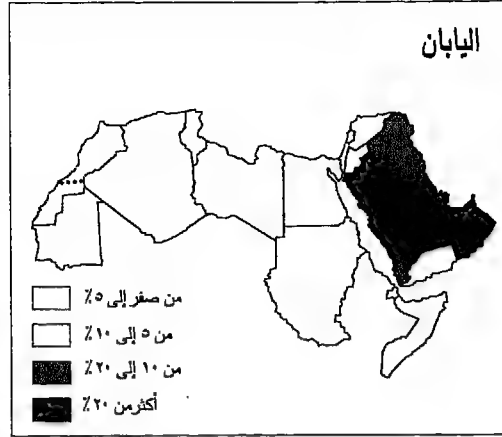 اليابان
من صفر إلى ٥٪
من ٥ إلى ١٠٪
من ١٠ إلى ٢٠٪
أكثر من ٢٠٪